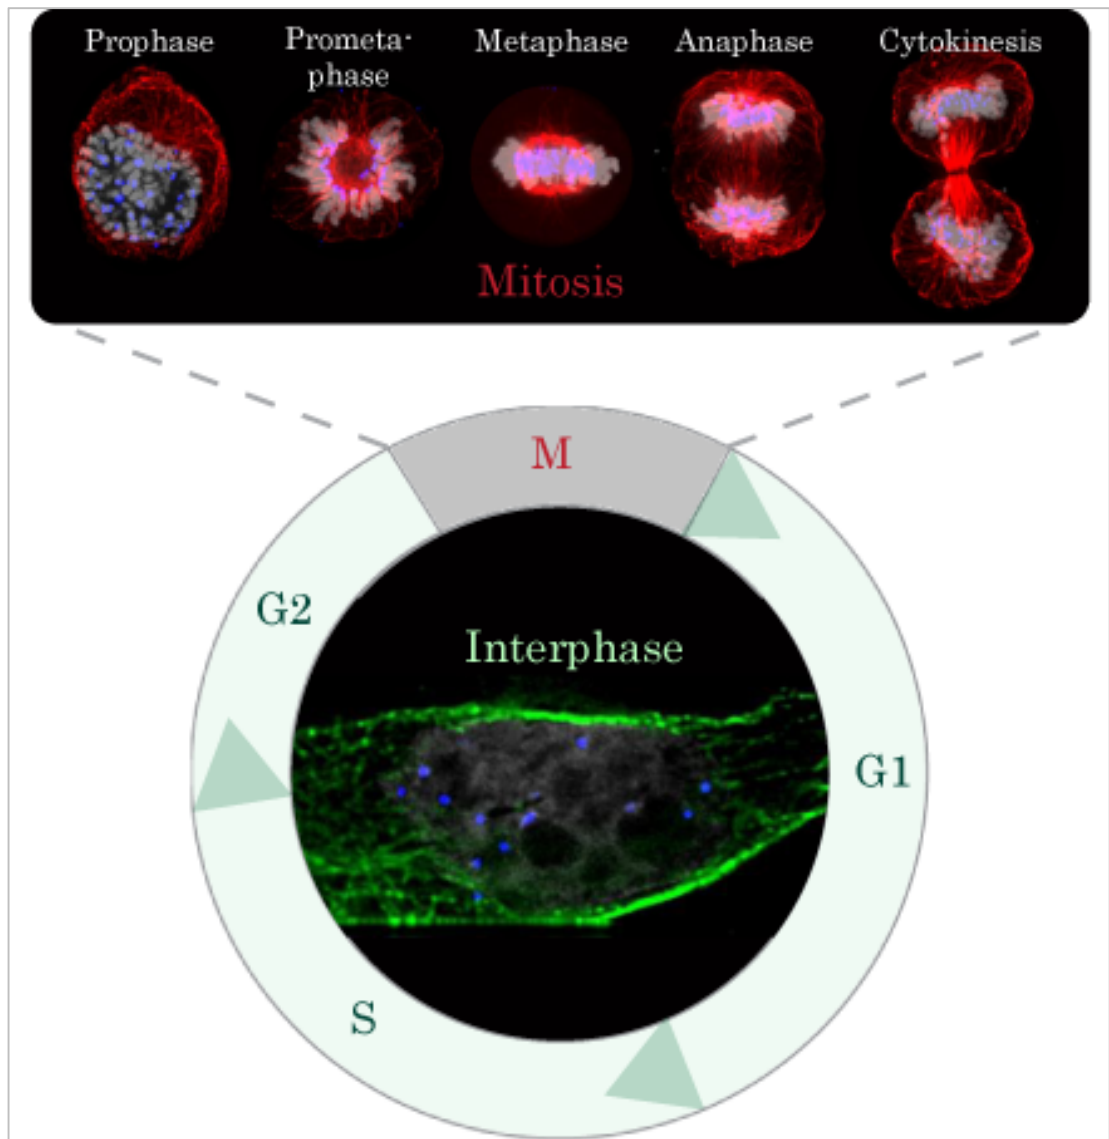 Prophase
Prometa-
phase
Metaphase
Anaphase
Cytokinesis
Mitosis
M
G2
Interphase
G1
S